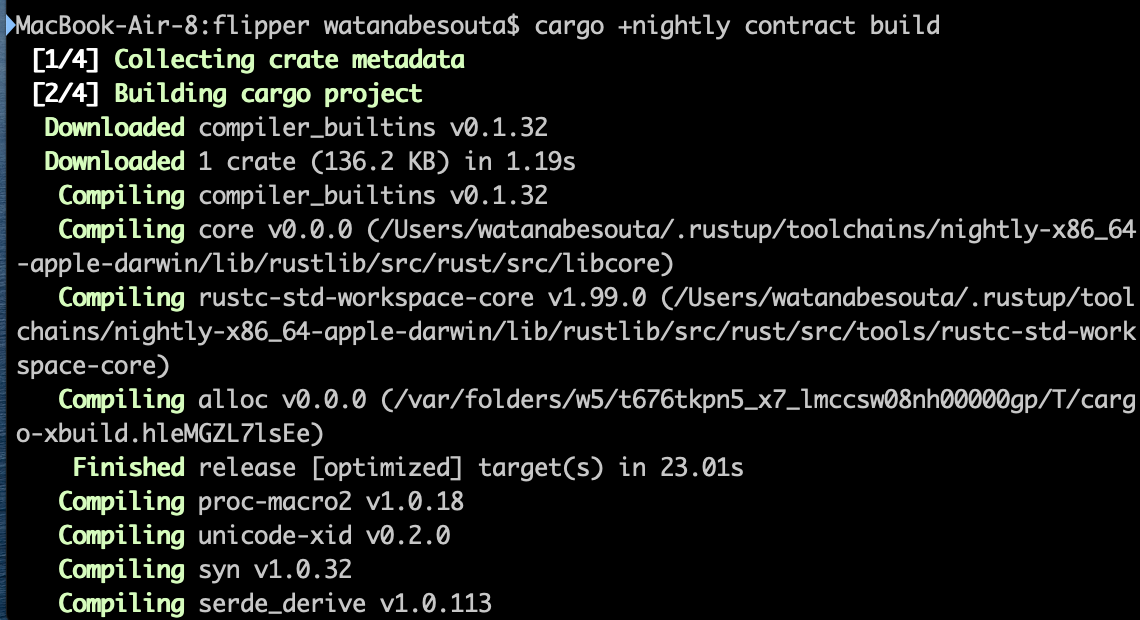 MacBook-Air-8:flipper watanabesouta$ cargo +nightly contract build
[1/4] Collecting crate metadata
[2/4] Building cargo project
Downloaded compiler_builtins v0.1.32
Downloaded 1 crate (136.2 KB) in 1.19s
Compiling compiler_builtins v0.1.32
Compiling core v0.0.0 (/Users/watanabesouta/.rustup/toolchains/nightly-x86_64
-apple-darwin/lib/rustlib/src/rust/src/libcore)
Compiling rustc-std-workspace-core v1.99.0 (/Users/watanabesouta/.rustup/tool
chains/nightly-x86_64-apple-darwin/lib/rustlib/src/rust/src/tools/rustc-std-work
space-core)
Compiling alloc v0.0.0 (/var/folders/w5/t676tkpn5_x7_lmccsw08nh00000gp/T/carg
o-xbuild.hleMGZL7lsEe)
Finished release [optimized] target(s) in 23.01s
Compiling proc-macro2 v1.0.18
Compiling unicode-xid v0.2.0
Compiling syn v1.0.32
Compiling serde_derive v1.0.113